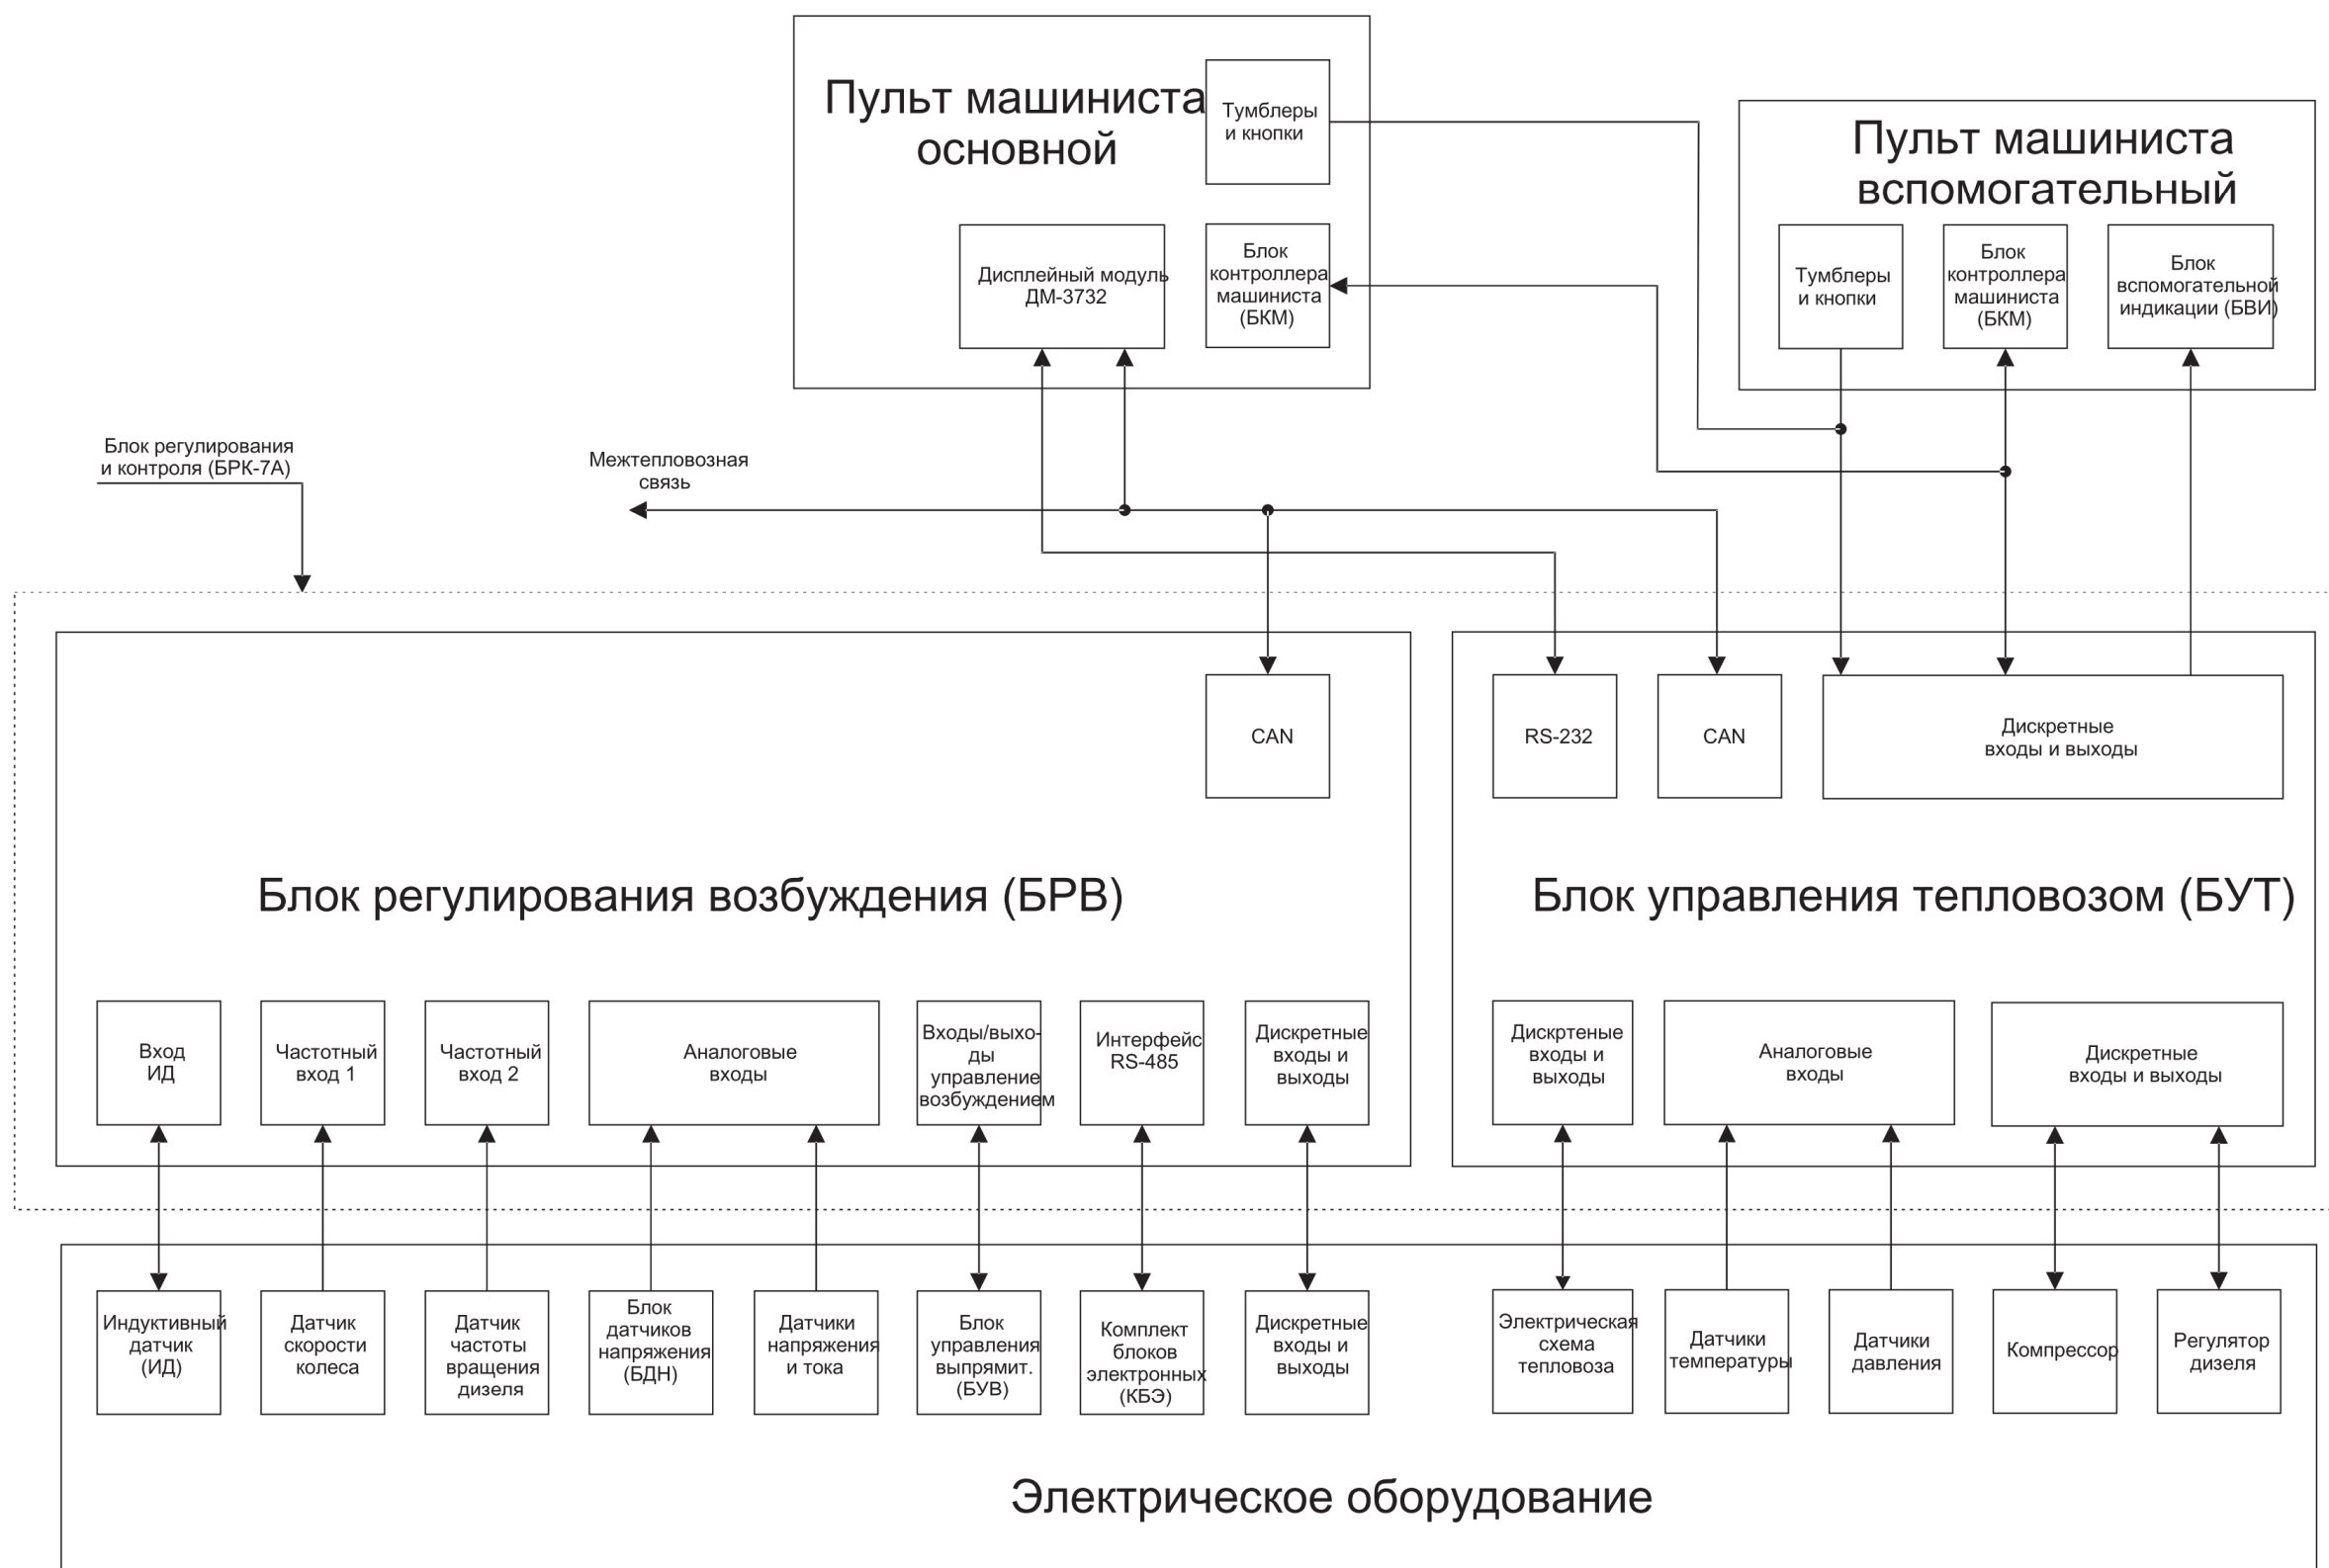 Пульт машиниста
основной
Тумблеры
и кнопки
Дисплейный модуль
ДМ-3732
Блок
контроллера
машиниста
(БКМ)
Пульт машиниста
вспомогательный
Тумблеры
и кнопки
Блок
контроллера
машиниста
(БКМ)
Блок
вспомогательной
индикации (БВИ)
Блок регулирования
и контроля (БРК-7А)
Межтепловозная
связь
CAN
RS-232
CAN
Дискретные
входы и выходы
Блок регулирования возбуждения (БРВ)
Блок управления тепловозом (БУТ)
Вход
ИД
Частотный
вход 1
Частотный
вход 2
Аналоговые
входы
Входы/выхо-
ды
управление
возбуждением
Интерфейс
RS-485
Дискретные
входы и
выходы
Дискртеные
входы и
выходы
Аналоговые
входы
Дискретные
входы и выходы
Индуктивный
датчик
(ИД)
Датчик
скорости
колеса
Датчик
частоты
вращения
дизеля
Блок
датчиков
напряжения
(БДН)
Датчики
напряжения
и тока
Блок
управления
выпрямит.
(БУВ)
Комплект
блоков
электронных
(КБЭ)
Дискретные
входы и
выходы
Электрическая
схема
тепловоза
Датчики
температуры
Датчики
давления
Компрессор
Регулятор
дизеля
Электрическое оборудование